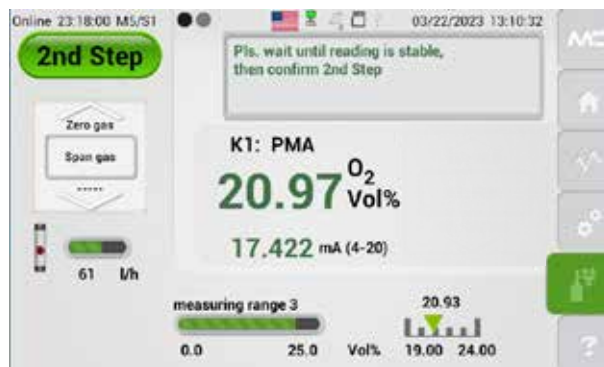 Online 23:18:00 M5/S1
03/22/2023 13:10:32
2nd Step
Pls. wait until reading is stable,
then confirm 2nd Step
Zero gas
Span gas
-----
61 l/h
K1: PMA
20.97 O2 Vol%
17.422 mA (4-20)
measuring range 3
0.0 25.0 Vol%
20.93
19.00 24.00
?